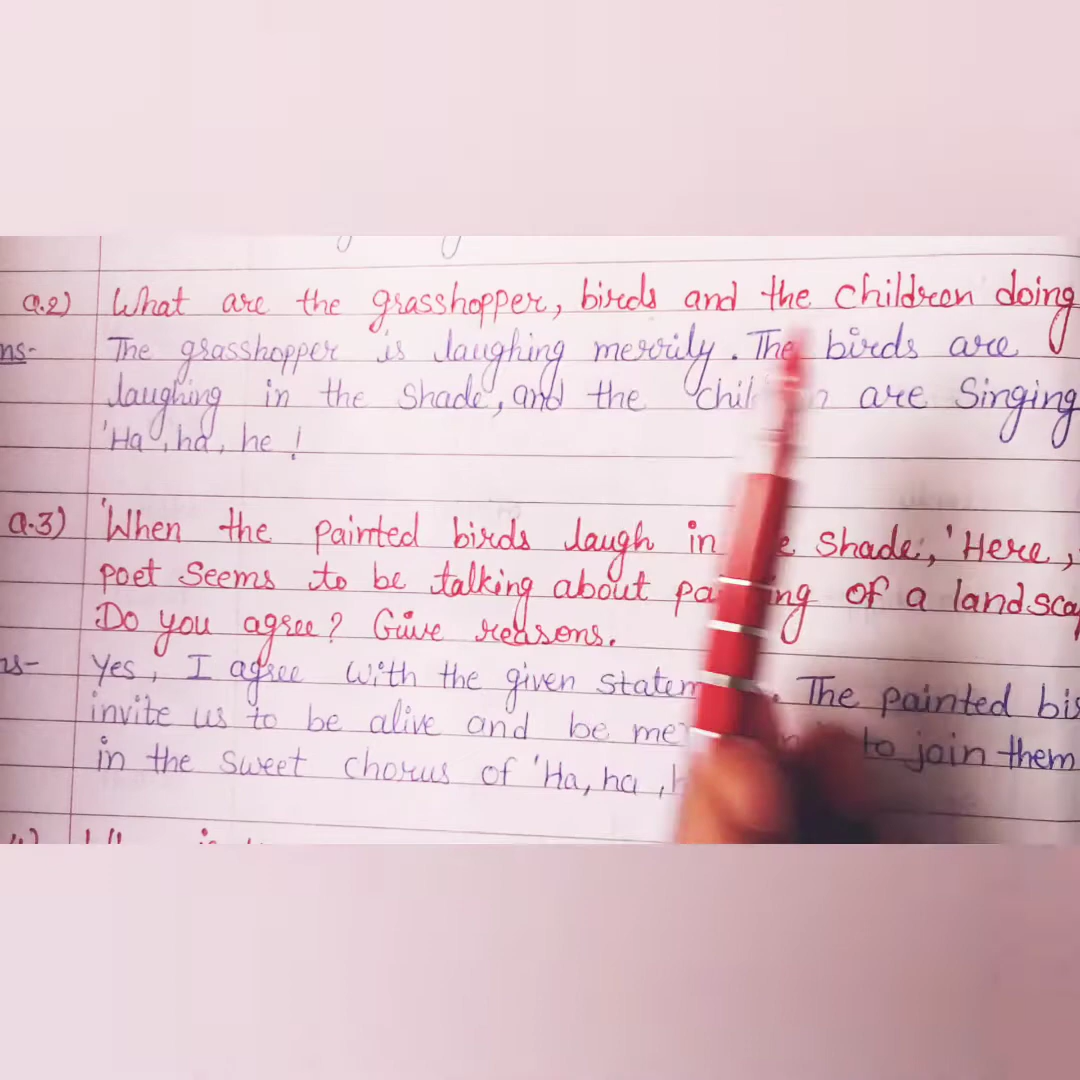 Q.2) What are the grasshopper, birds and the children doing
ns- The grasshopper is laughing merrily. The birds are
laughing in the shade, and the are singing
'Ha, ha, he!
Q.3) 'When the painted birds laugh in shade,' Here,
poet seems to be talking about of a
Do you agree? Give reasons.
ns- Yes, I agree with the given The painted
invite us to be alive and be to join them
in the sweet chorus of 'Ha, ha,